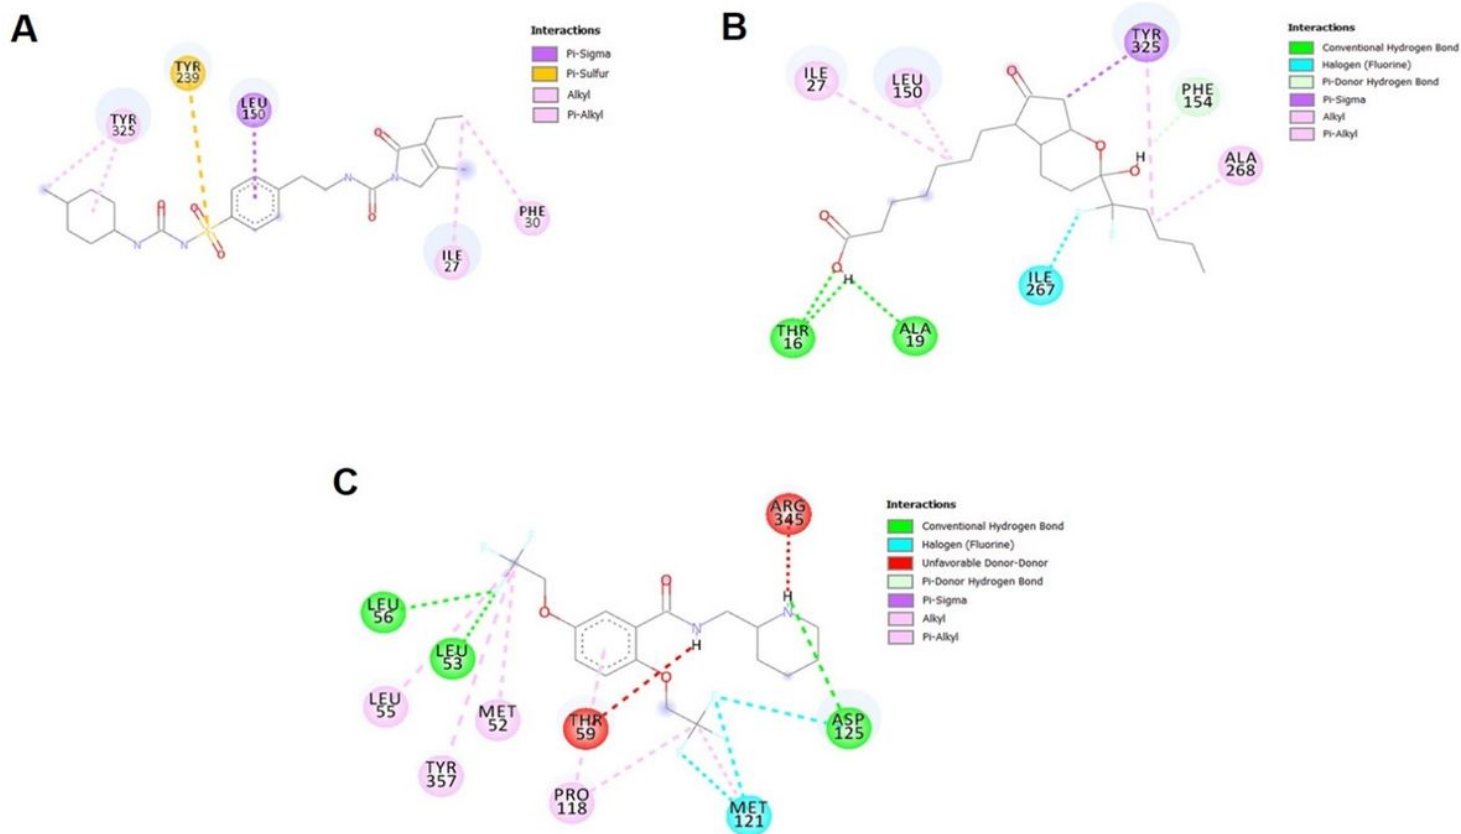 A
Interactions
Pi-Sigma
Pi-Sulfur
Alkyl
Pi-Alkyl
TYR
239
TYR
325
LEU
150
PHE
30
ILE
27
O
O
N
N
O
S
O
O
N
O
N
B
Interactions
Conventional Hydrogen Bond
Halogen (Fluorine)
Pi-Donor Hydrogen Bond
Pi-Sigma
Alkyl
Pi-Alkyl
TYR
325
ILE
27
LEU
150
PHE
154
ALA
268
ILE
267
THR
16
ALA
19
O
O
H
O
O
O
H
F
F
C
Interactions
Conventional Hydrogen Bond
Halogen (Fluorine)
Unfavorable Donor-Donor
Pi-Donor Hydrogen Bond
Pi-Sigma
Alkyl
Pi-Alkyl
ARG
345
LEU
56
LEU
53
LEU
55
MET
52
TYR
357
THR
59
PRO
118
MET
121
ASP
125
F
F
O
O
N
H
H
N
O
F
F